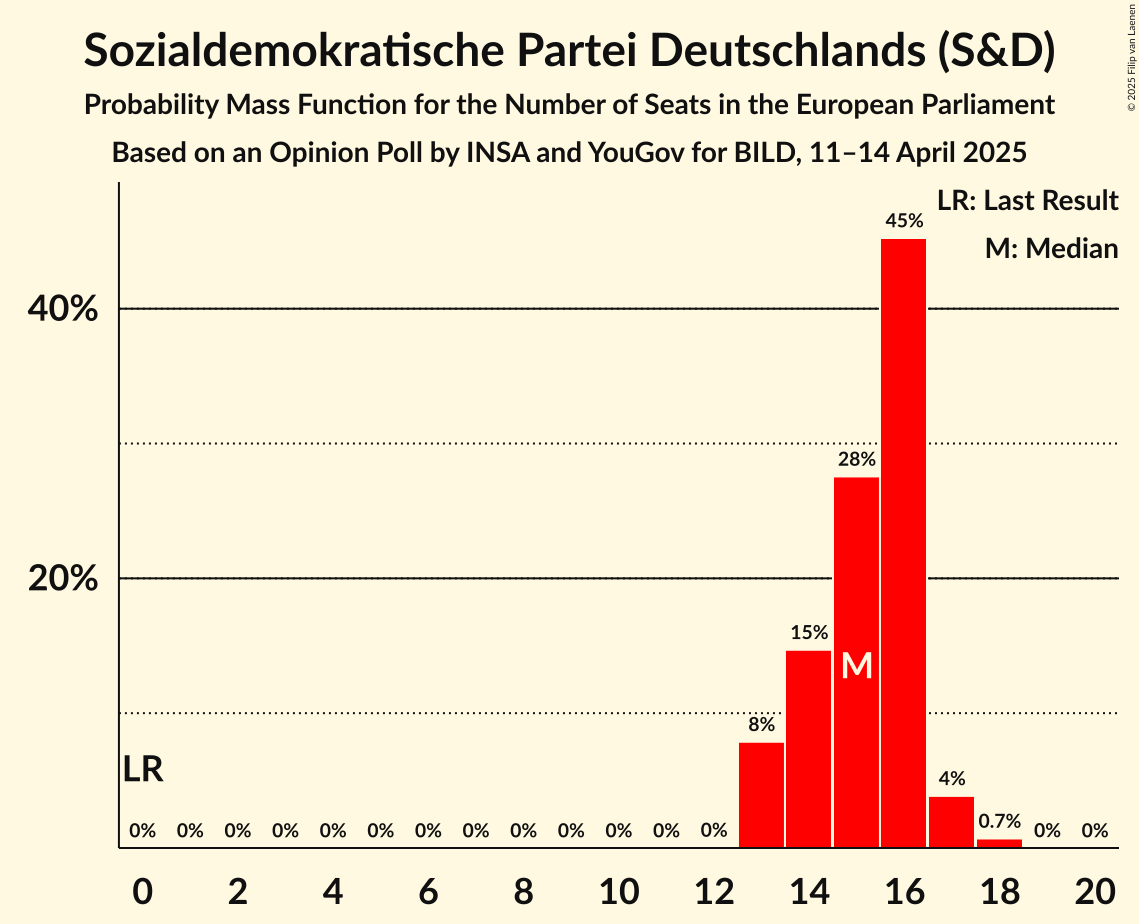 Sozialdemokratische Partei Deutschlands (S&D)
Probability Mass Function for the Number of Seats in the European Parliament
Based on an Opinion Poll by INSA and YouGov for BILD, 11–14 April 2025
© 2025 Filip van Laenen
LR: Last Result
M: Median
45%
40%
28%
20%
15%
M
8%
LR
4%
0% 0% 0% 0% 0% 0% 0% 0% 0% 0% 0% 0% 0% 0.7% 0% 0%
0 2 4 6 8 10 12 14 16 18 20